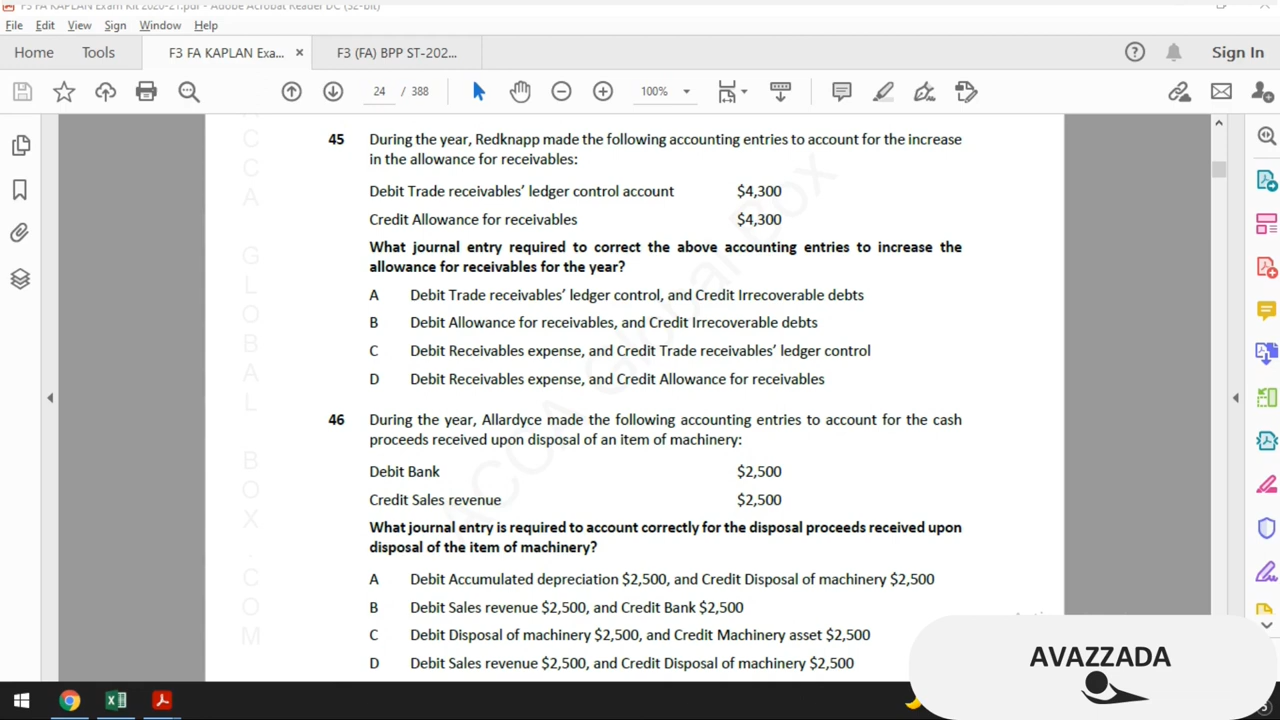 F3 FA KAPLAN Exam Kit 2020-21.pdf - Adobe Acrobat Reader DC (32-bit)
File Edit View Sign Window Help
Home Tools F3 FA KAPLAN Exa... × F3 (FA) BPP ST-202... Sign In
24 / 388 100%
45 During the year, Redknapp made the following accounting entries to account for the increase
in the allowance for receivables:
Debit Trade receivables’ ledger control account $4,300
Credit Allowance for receivables $4,300
What journal entry required to correct the above accounting entries to increase the
allowance for receivables for the year?
A Debit Trade receivables’ ledger control, and Credit Irrecoverable debts
B Debit Allowance for receivables, and Credit Irrecoverable debts
C Debit Receivables expense, and Credit Trade receivables’ ledger control
D Debit Receivables expense, and Credit Allowance for receivables
46 During the year, Allardyce made the following accounting entries to account for the cash
proceeds received upon disposal of an item of machinery:
Debit Bank $2,500
Credit Sales revenue $2,500
What journal entry is required to account correctly for the disposal proceeds received upon
disposal of the item of machinery?
A Debit Accumulated depreciation $2,500, and Credit Disposal of machinery $2,500
B Debit Sales revenue $2,500, and Credit Bank $2,500
C Debit Disposal of machinery $2,500, and Credit Machinery asset $2,500
D Debit Sales revenue $2,500, and Credit Disposal of machinery $2,500
CCA GLOBAL BOX.COM
ACCA Global Box
AVAZZADA